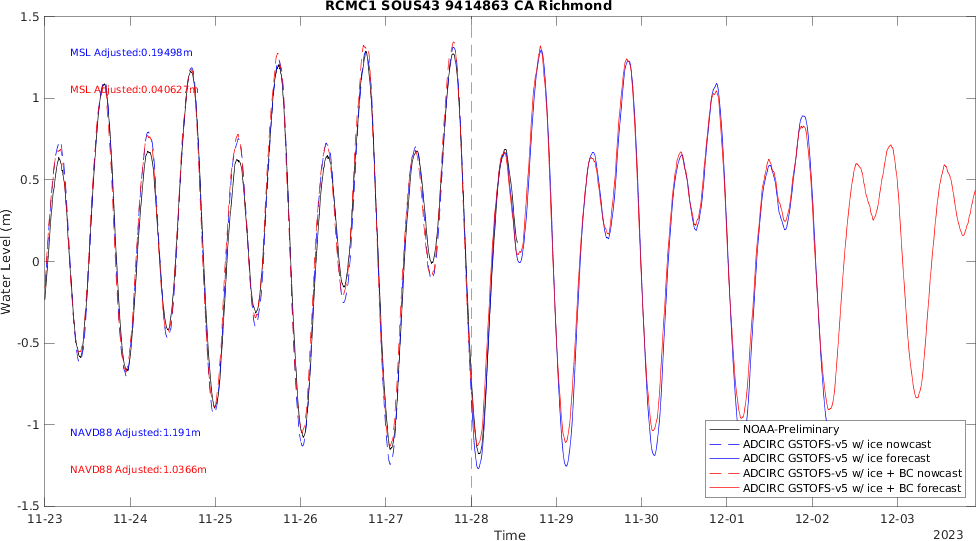 RCMC1 SOUS43 9414863 CA Richmond
1.5
MSL Adjusted:0.19498m
MSL Adjusted:0.040627m
1
0.5
0
-0.5
-1
-1.5
Water Level (m)
NAVD88 Adjusted:1.191m
NAVD88 Adjusted:1.0366m
NOAA-Preliminary
ADCIRC GSTOFS-v5 w/ ice nowcast
ADCIRC GSTOFS-v5 w/ ice forecast
ADCIRC GSTOFS-v5 w/ ice + BC nowcast
ADCIRC GSTOFS-v5 w/ ice + BC forecast
11-23 11-24 11-25 11-26 11-27 11-28 11-29 11-30 12-01 12-02 12-03
Time
2023